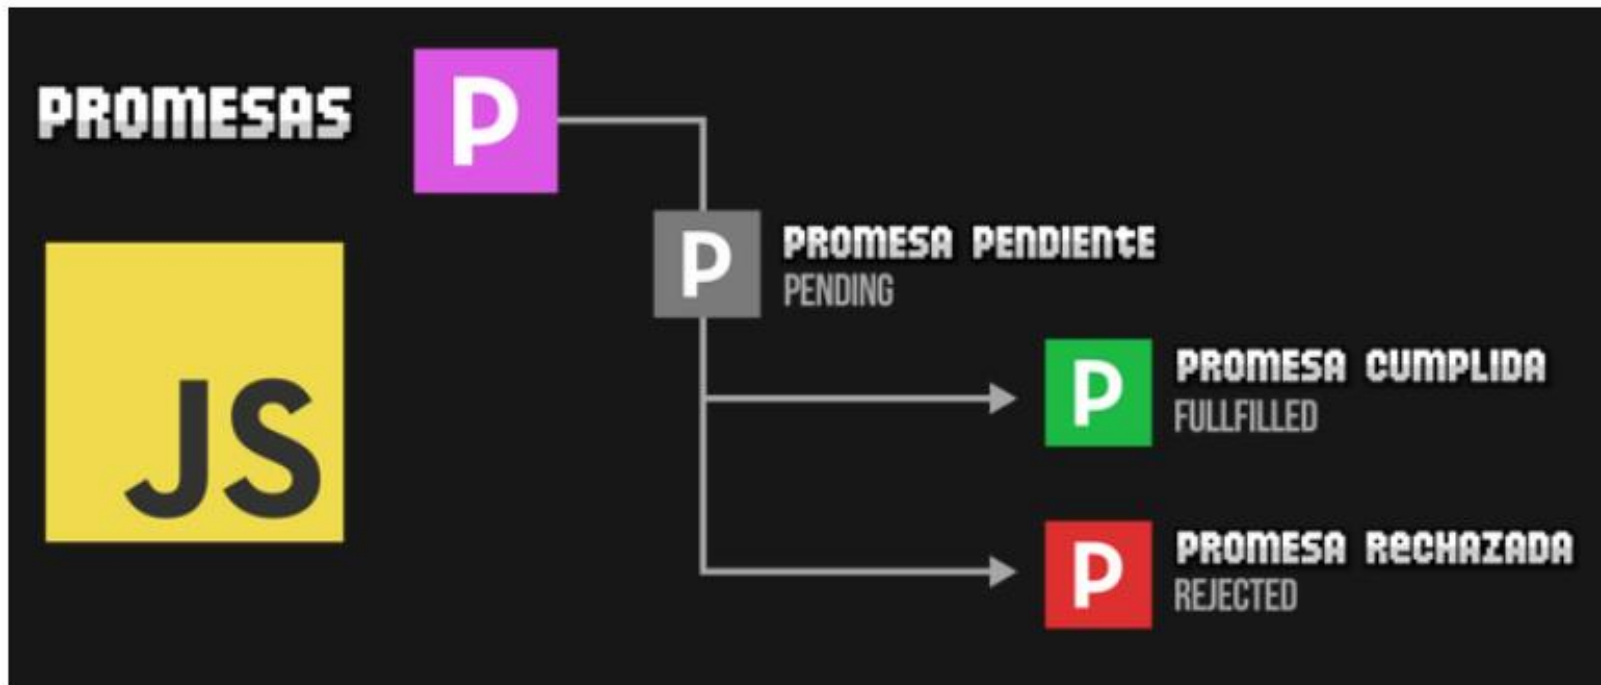 PROMESAS
P
P
PROMESA PENDIENTE
PENDING
JS
P
PROMESA CUMPLIDA
FULLFILLED
P
PROMESA RECHAZADA
REJECTED